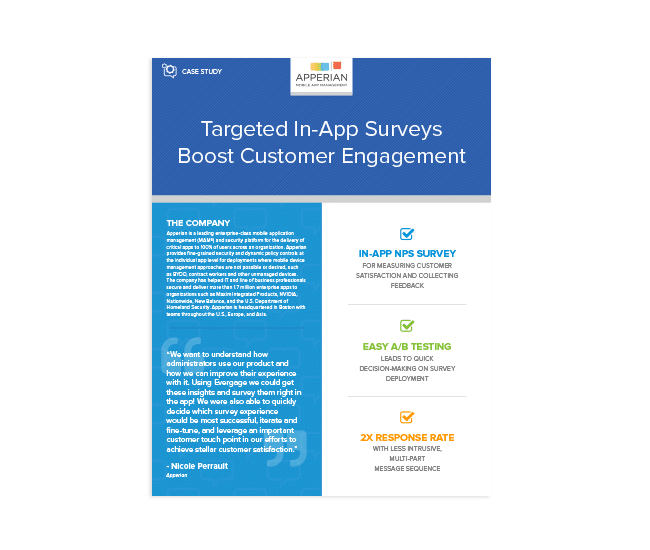 CASE STUDY
APPERIAN
MOBILE APP MANAGEMENT
Targeted In-App Surveys
Boost Customer Engagement
THE COMPANY
Apperian is a leading enterprise-class mobile application
management (MAM®) and security platform for the delivery of
critical apps to 100% of users across an organization. Apperian
provides fine-grained security and dynamic policy controls at
the individual app level for deployments where mobile device
management approaches are not possible or desired, such
as BYOD, contract workers and other unmanaged devices.
The company has helped IT and line of business professionals
secure and deliver more than 1.7 million enterprise apps to
organizations such as Maxim Integrated Products, NVIDIA,
Nationwide, New Balance, and the U.S. Department of
Homeland Security. Apperian is headquartered in Boston with
teams throughout the U.S., Europe, and Asia.
"We want to understand how
administrators use our product and
how we can improve their experience
with it. Using Evergage we could get
these insights and survey them right in
the app! We were also able to quickly
decide which survey experience
would be most successful, iterate and
fine-tune, and leverage an important
customer touch point in our efforts to
achieve stellar customer satisfaction."
- Nicole Perrault
Apperian
IN-APP NPS SURVEY
FOR MEASURING CUSTOMER
SATISFACTION AND COLLECTING
FEEDBACK
EASY A/B TESTING
LEADS TO QUICK
DECISION-MAKING ON SURVEY
DEPLOYMENT
2X RESPONSE RATE
WITH LESS INTRUSIVE,
MULTI-PART
MESSAGE SEQUENCE